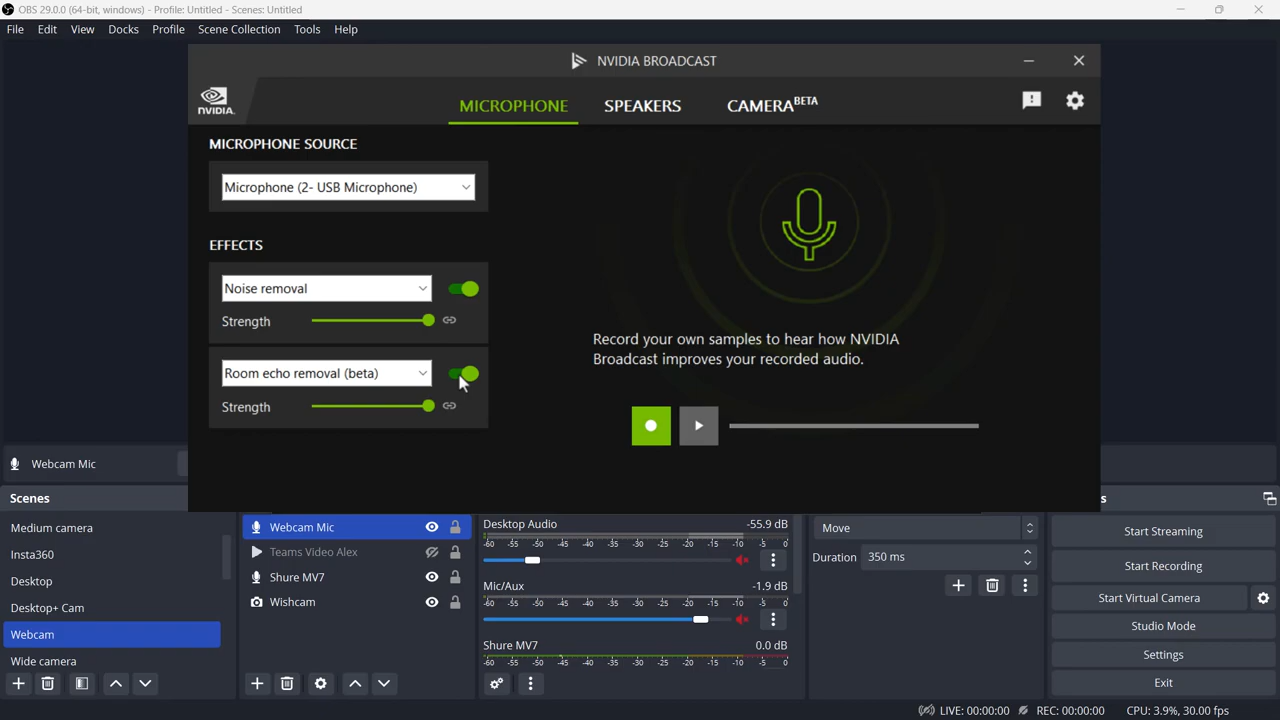 OBS 29.0.0 (64-bit, windows) - Profile: Untitled - Scenes: Untitled
File Edit View Docks Profile Scene Collection Tools Help
NVIDIA BROADCAST
NVIDIA.
MICROPHONE SPEAKERS CAMERA BETA
MICROPHONE SOURCE
Microphone (2- USB Microphone)
EFFECTS
Noise removal
Strength
Room echo removal (beta)
Strength
Record your own samples to hear how NVIDIA
Broadcast improves your recorded audio.
Webcam Mic
Scenes
Medium camera
Insta360
Desktop
Desktop+ Cam
Webcam
Wide camera
Webcam Mic
Teams Video Alex
Shure MV7
Wishcam
Desktop Audio -55.9 dB
-60 -55 -50 -45 -40 -35 -30 -25 -20 -15 -10 -5 0
Mic/Aux -1.9 dB
-60 -55 -50 -45 -40 -35 -30 -25 -20 -15 -10 -5 0
Shure MV7 0.0 dB
-60 -55 -50 -45 -40 -35 -30 -25 -20 -15 -10 -5 0
Move
Duration 350 ms
s
Start Streaming
Start Recording
Start Virtual Camera
Studio Mode
Settings
Exit
LIVE: 00:00:00 REC: 00:00:00 CPU: 3.9%, 30.00 fps